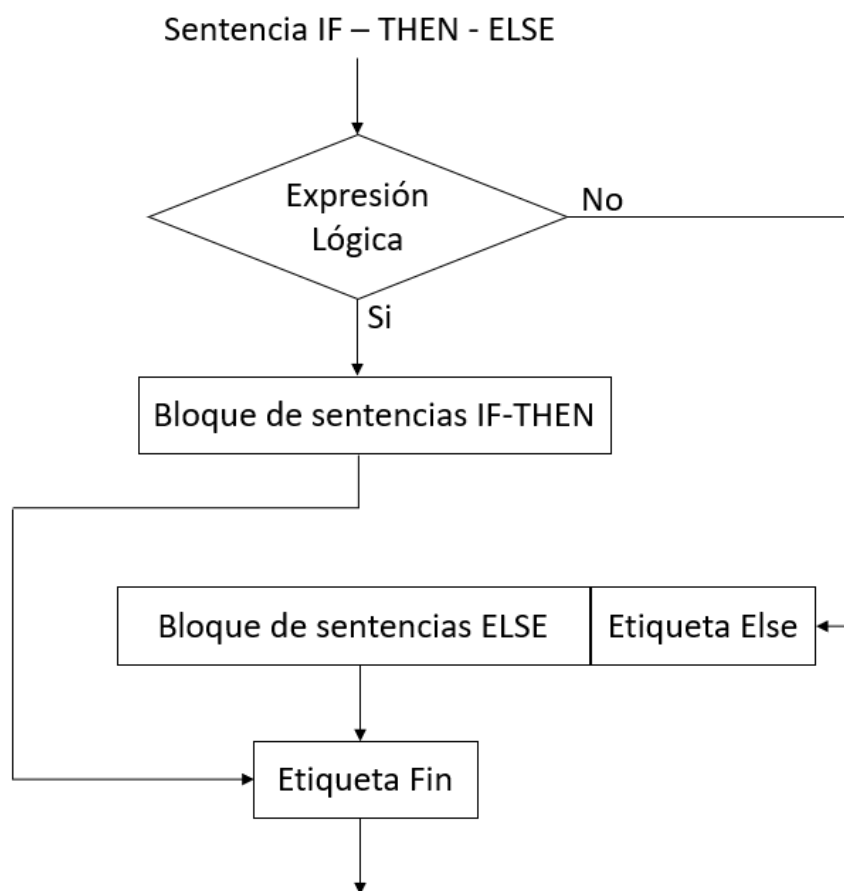 Sentencia IF – THEN - ELSE
Expresión
Lógica
No
Si
Bloque de sentencias IF-THEN
Bloque de sentencias ELSE
Etiqueta Else
Etiqueta Fin